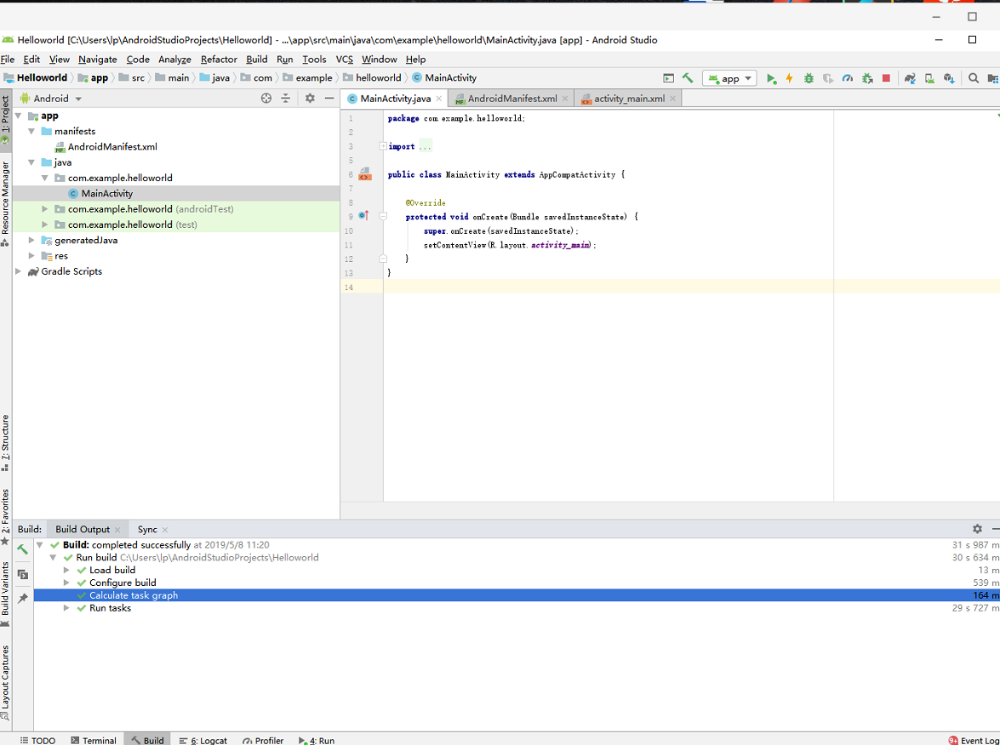 Helloworld [C:\Users\lp\AndroidStudioProjects\Helloworld] - ...\app\src\main\java\com\example\helloworld\MainActivity.java [app] - Android Studio
File Edit View Navigate Code Analyze Refactor Build Run Tools VCS Window Help
Helloworld app src main java com example helloworld MainActivity app
1: Project
Resource Manager
7: Structure
2: Favorites
Build Variants
Layout Captures
Android
app
manifests
AndroidManifest.xml
java
com.example.helloworld
MainActivity
com.example.helloworld (androidTest)
com.example.helloworld (test)
generatedJava
res
Gradle Scripts
MainActivity.java AndroidManifest.xml activity_main.xml
1 package com.example.helloworld;
2
3 import ...
5
6 public class MainActivity extends AppCompatActivity {
7
8 @Override
9 protected void onCreate(Bundle savedInstanceState) {
10 super.onCreate(savedInstanceState);
11 setContentView(R.layout.activity_main);
12 }
13 }
14
Build: Build Output Sync
Build: completed successfully at 2019/5/8 11:20 31 s 987 m
Run build C:\Users\lp\AndroidStudioProjects\Helloworld 30 s 634 m
Load build 13 m
Configure build 539 m
Calculate task graph 164 m
Run tasks 29 s 727 m
TODO Terminal Build 6: Logcat Profiler 4: Run 9+ Event Log